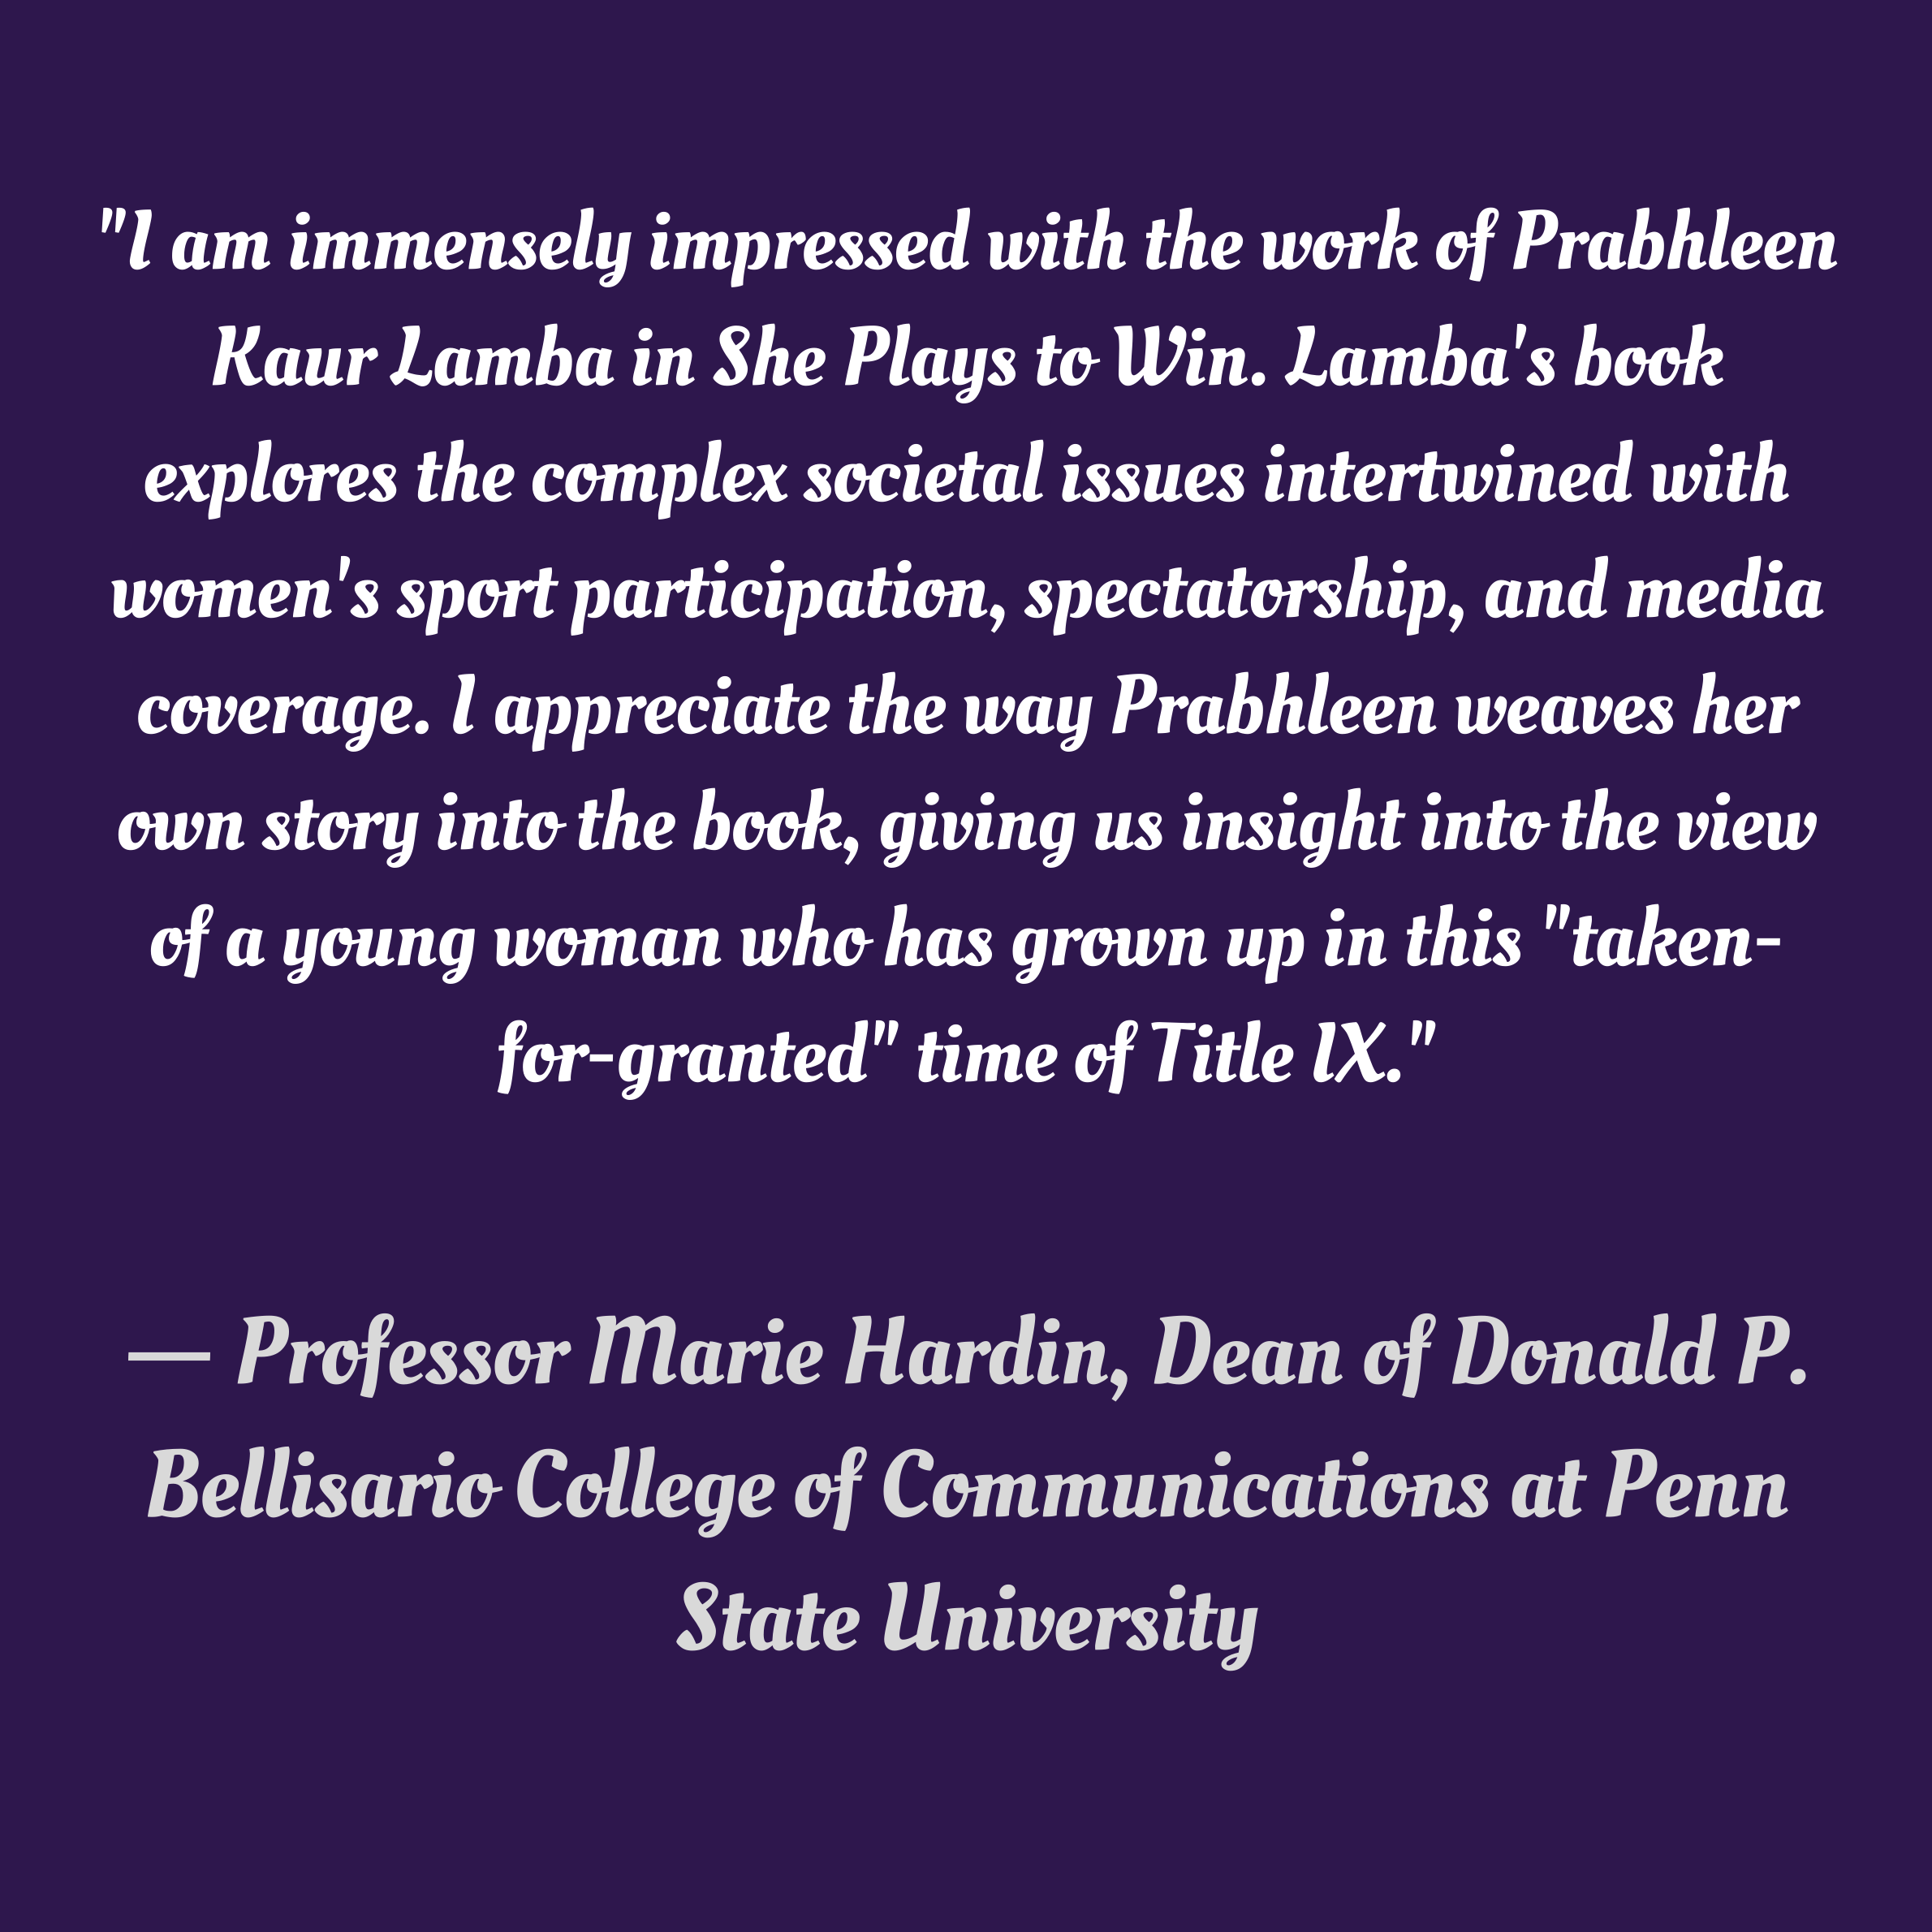 "I am immensely impressed with the work of Prabhleen
Kaur Lamba in She Plays to Win. Lamba's book
explores the complex societal issues intertwined with
women's sport participation, spectatorship, and media
coverage. I appreciate the way Prabhleen weaves her
own story into the book, giving us insight into the view
of a young woman who has grown up in this "taken-
for-granted" time of Title IX."
— Professor Marie Hardin, Dean of Donald P.
Bellisario College of Communications at Penn
State University